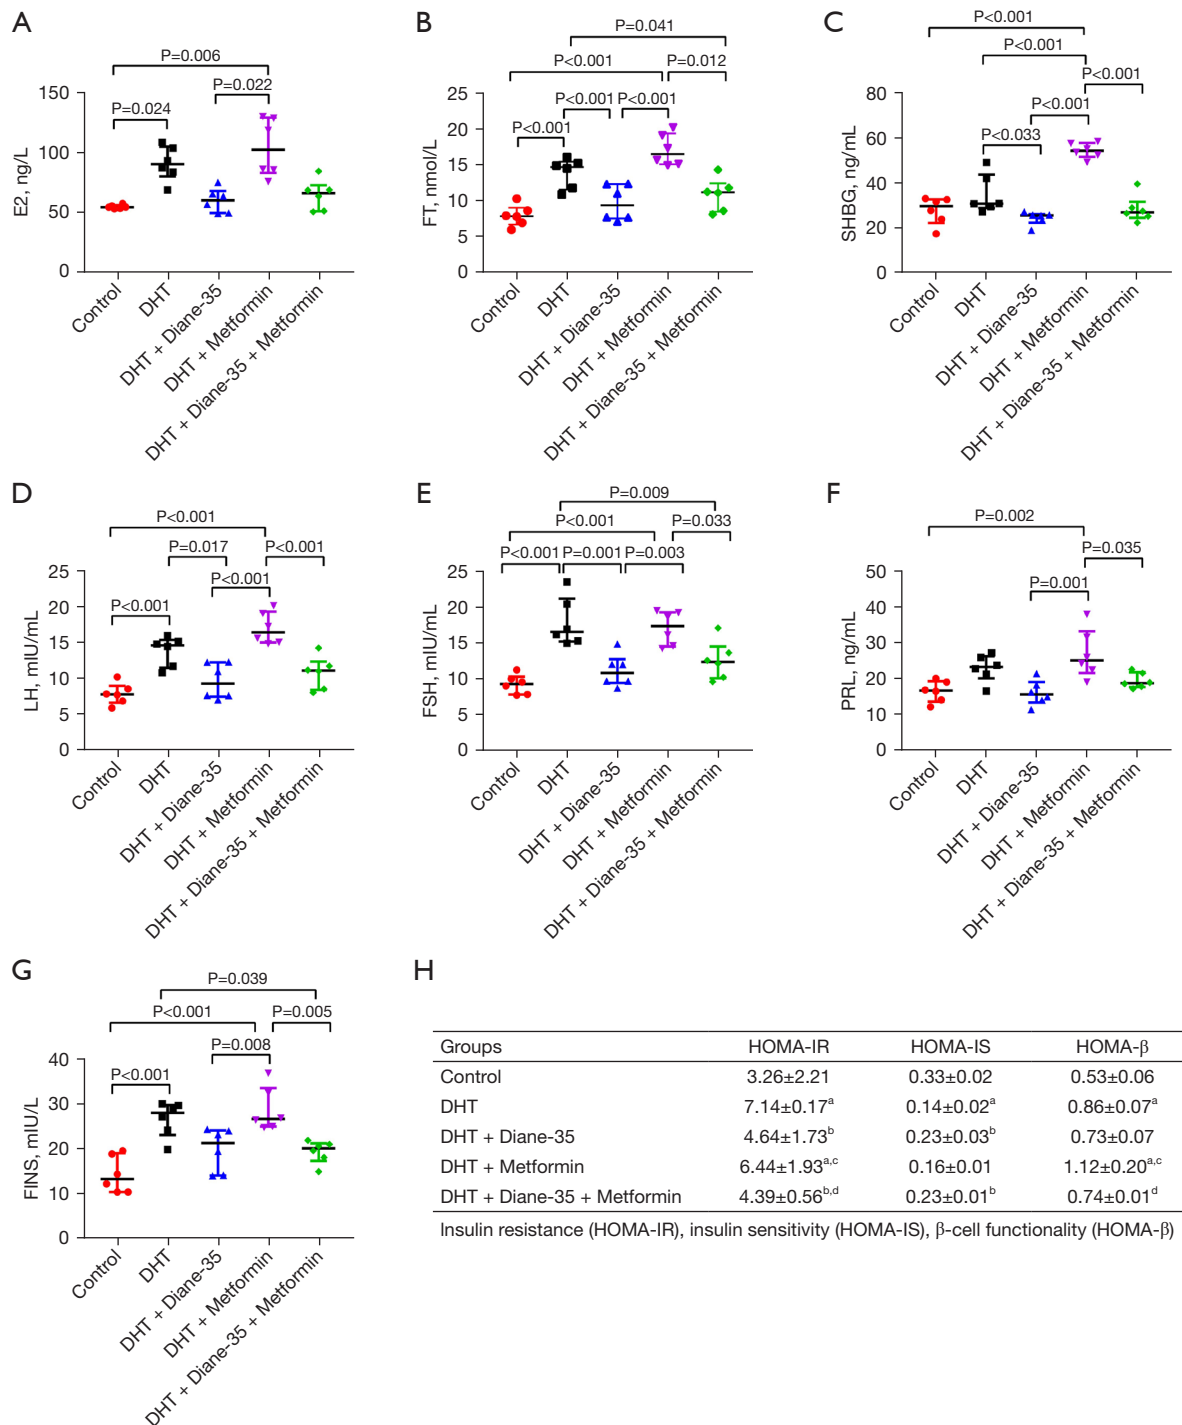 A
P=0.006
P=0.022
P=0.024
E2, ng/L
150
100
50
0
Control
DHT
DHT + Diane-35
DHT + Metformin
DHT + Diane-35 + Metformin
B
P=0.041
P<0.001
P=0.012
P<0.001
P<0.001
P<0.001
FT, nmol/L
25
20
15
10
5
0
Control
DHT
DHT + Diane-35
DHT + Metformin
DHT + Diane-35 + Metformin
C
P<0.001
P<0.001
P<0.001
P<0.001
P<0.033
SHBG, ng/mL
80
60
40
20
0
Control
DHT
DHT + Diane-35
DHT + Metformin
DHT + Diane-35 + Metformin
D
P<0.001
P=0.017
P<0.001
P<0.001
P<0.001
LH, mIU/mL
25
20
15
10
5
0
Control
DHT
DHT + Diane-35
DHT + Metformin
DHT + Diane-35 + Metformin
E
P=0.009
P<0.001
P=0.033
P<0.001
P=0.001
P=0.003
FSH, mIU/mL
25
20
15
10
5
0
Control
DHT
DHT + Diane-35
DHT + Metformin
DHT + Diane-35 + Metformin
F
P=0.002
P=0.035
P=0.001
PRL, ng/mL
50
40
30
20
10
0
Control
DHT
DHT + Diane-35
DHT + Metformin
DHT + Diane-35 + Metformin
G
P=0.039
P<0.001
P=0.005
P=0.008
P<0.001
FINS, mIU/L
40
30
20
10
0
Control
DHT
DHT + Diane-35
DHT + Metformin
DHT + Diane-35 + Metformin
H
Groups HOMA-IR HOMA-IS HOMA-β
Control 3.26±2.21 0.33±0.02 0.53±0.06
DHT 7.14±0.17a 0.14±0.02a 0.86±0.07a
DHT + Diane-35 4.64±1.73b 0.23±0.03b 0.73±0.07
DHT + Metformin 6.44±1.93a,c 0.16±0.01 1.12±0.20a,c
DHT + Diane-35 + Metformin 4.39±0.56b,d 0.23±0.01b 0.74±0.01d
Insulin resistance (HOMA-IR), insulin sensitivity (HOMA-IS), β-cell functionality (HOMA-β)